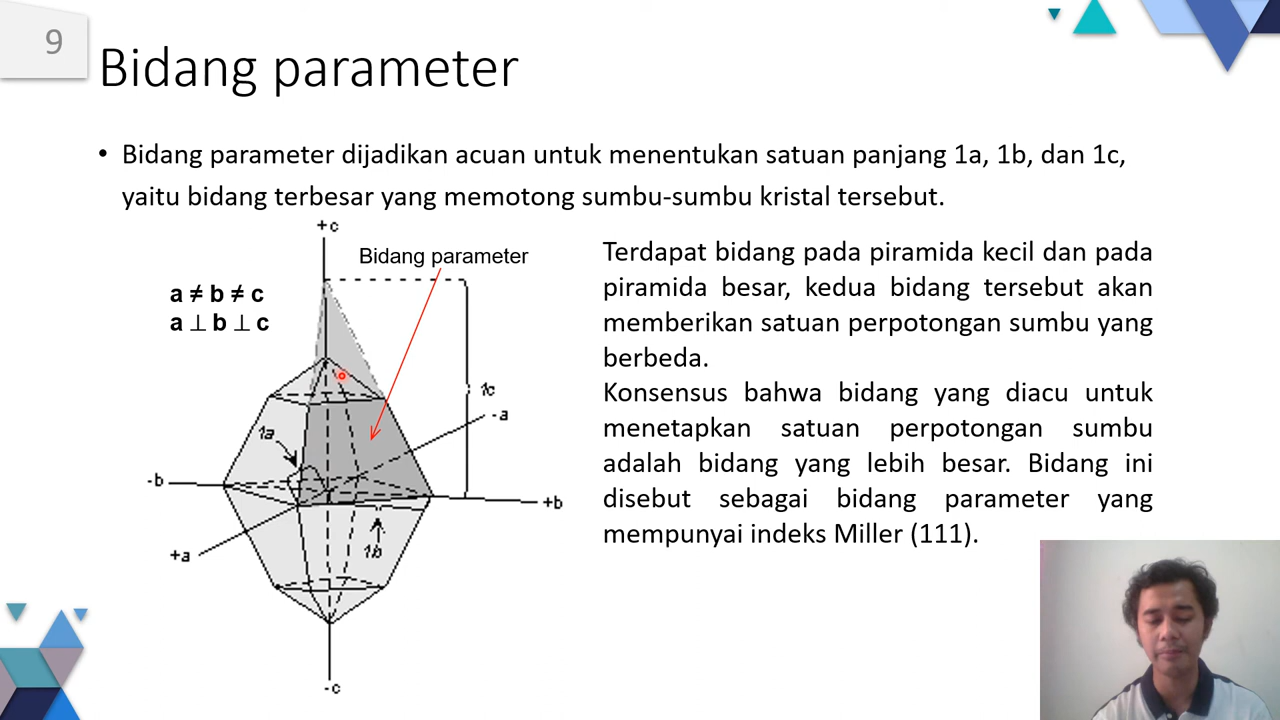 9
Bidang parameter
• Bidang parameter dijadikan acuan untuk menentukan satuan panjang 1a, 1b, dan 1c,
yaitu bidang terbesar yang memotong sumbu-sumbu kristal tersebut.
+c
Bidang parameter
a ≠ b ≠ c
a ⊥ b ⊥ c
1c
-a
1a
-b
+b
+a
1b
-c
Terdapat bidang pada piramida kecil dan pada
piramida besar, kedua bidang tersebut akan
memberikan satuan perpotongan sumbu yang
berbeda.
Konsensus bahwa bidang yang diacu untuk
menetapkan satuan perpotongan sumbu
adalah bidang yang lebih besar. Bidang ini
disebut sebagai bidang parameter yang
mempunyai indeks Miller (111).